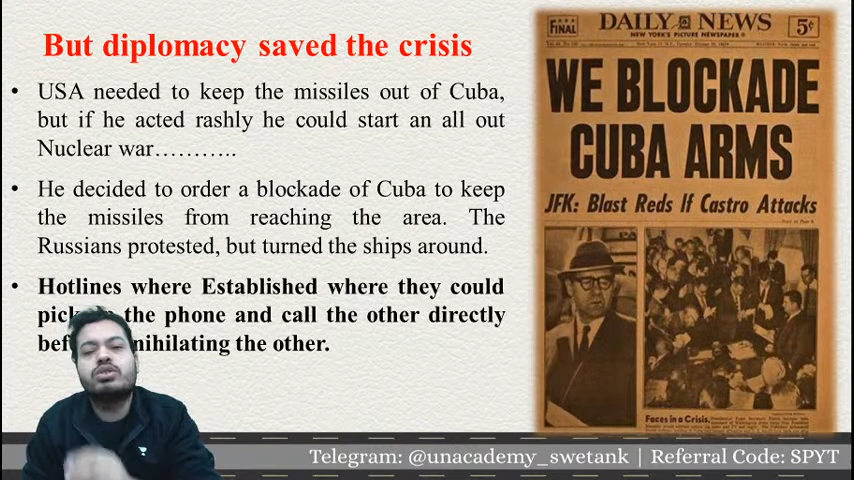 But diplomacy saved the crisis
• USA needed to keep the missiles out of Cuba,
but if he acted rashly he could start an all out
Nuclear war………..
• He decided to order a blockade of Cuba to keep
the missiles from reaching the area. The
Russians protested, but turned the ships around.
• Hotlines where Established where they could
the phone and call the other directly
the other.
FINAL
DAILY NEWS
5¢
NEW YORK'S PICTURE NEWSPAPER
WE BLOCKADE
CUBA ARMS
JFK: Blast Reds If Castro Attacks
Faces in a Crisis.
Telegram: @unacademy_swetank | Referral Code: SPYT